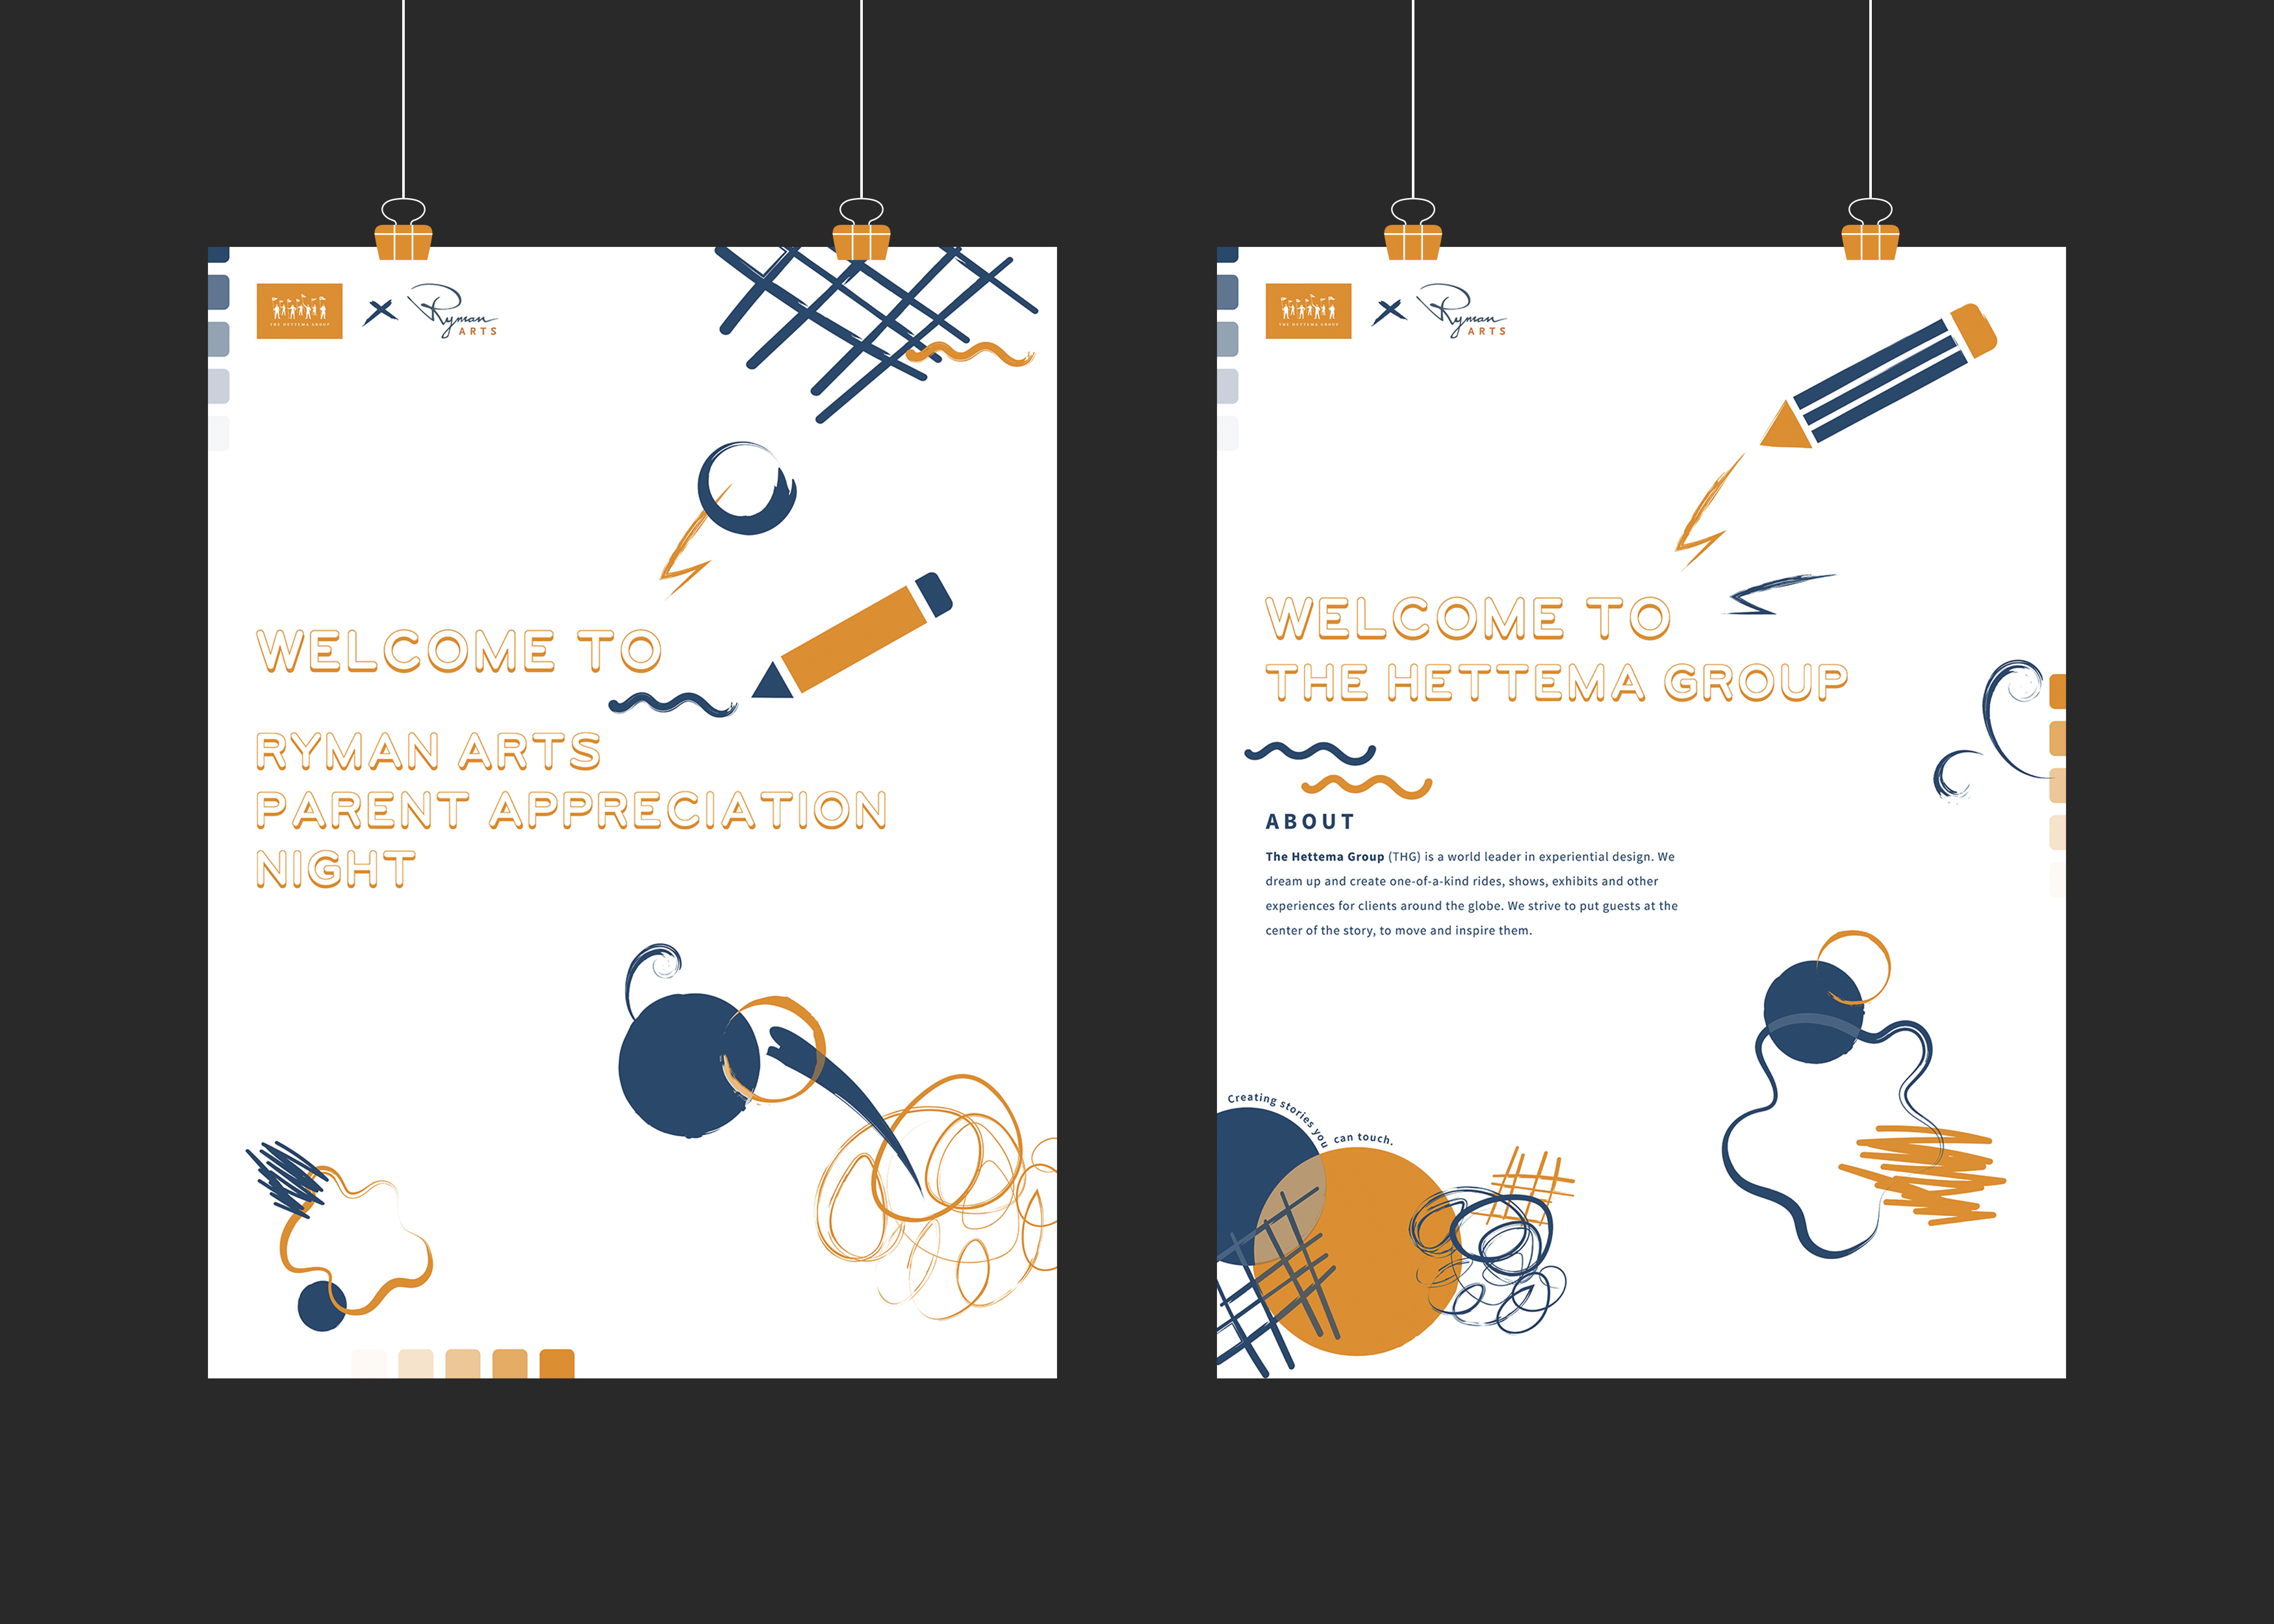 THE HETTEMA GROUP
Ryman
ARTS
WELCOME TO
RYMAN ARTS
PARENT APPRECIATION
NIGHT
THE HETTEMA GROUP
Ryman
ARTS
WELCOME TO
THE HETTEMA GROUP
ABOUT
The Hettema Group (THG) is a world leader in experiential design. We
dream up and create one-of-a-kind rides, shows, exhibits and other
experiences for clients around the globe. We strive to put guests at the
center of the story, to move and inspire them.
Creating stories you can touch.